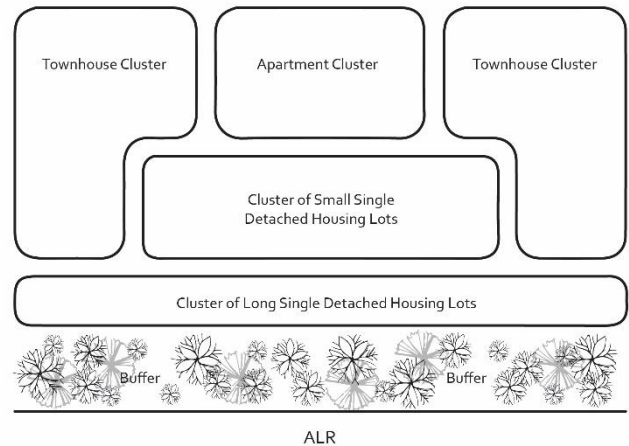 Townhouse Cluster
Apartment Cluster
Townhouse Cluster
Cluster of Small Single
Detached Housing Lots
Cluster of Long Single Detached Housing Lots
Buffer
Buffer
ALR